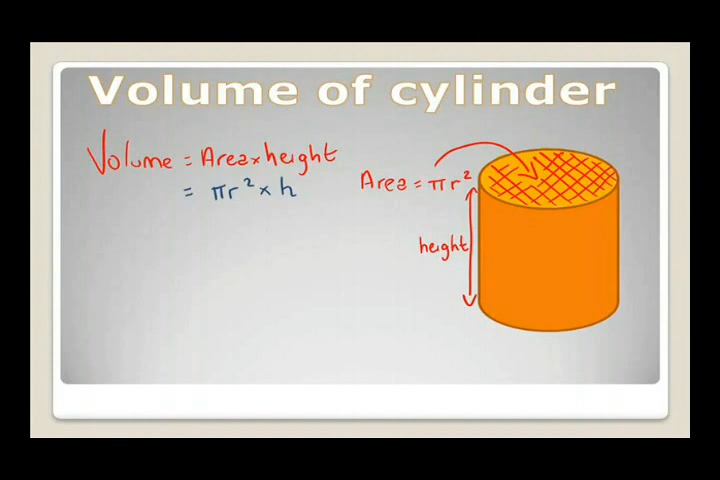 Volume of cylinder
Volume = Area × height
= πr² × h
Area = πr²
height